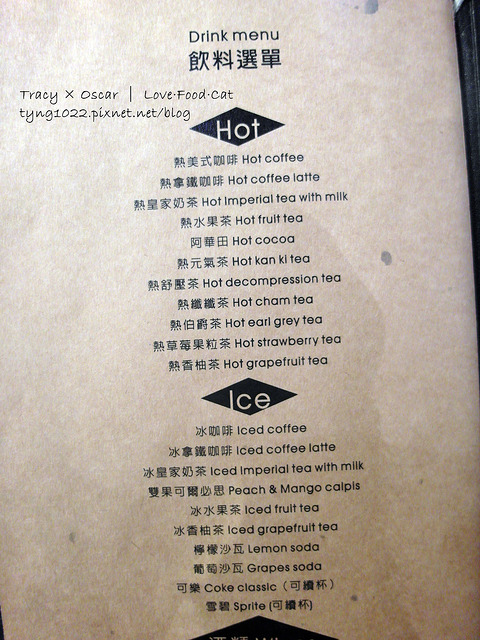 Drink menu
飲料選單
Tracy × Oscar | Love·Food·Cat
tyng1022.pixnet.net/blog
Hot
熱美式咖啡 Hot coffee
熱拿鐵咖啡 Hot coffee latte
熱皇家奶茶 Hot Imperial tea with milk
熱水果茶 Hot fruit tea
阿華田 Hot cocoa
熱元氣茶 Hot kan ki tea
熱舒壓茶 Hot decompression tea
熱纖纖茶 Hot cham tea
熱伯爵茶 Hot earl grey tea
熱草莓果粒茶 Hot strawberry tea
熱香柚茶 Hot grapefruit tea
Ice
冰咖啡 Iced coffee
冰拿鐵咖啡 Iced coffee latte
冰皇家奶茶 Iced Imperial tea with milk
雙果可爾必思 Peach & Mango calpis
冰水果茶 Iced fruit tea
冰香柚茶 Iced grapefruit tea
檸檬沙瓦 Lemon soda
葡萄沙瓦 Grapes soda
可樂 Coke classic（可續杯）
雪碧 Sprite (可續杯)